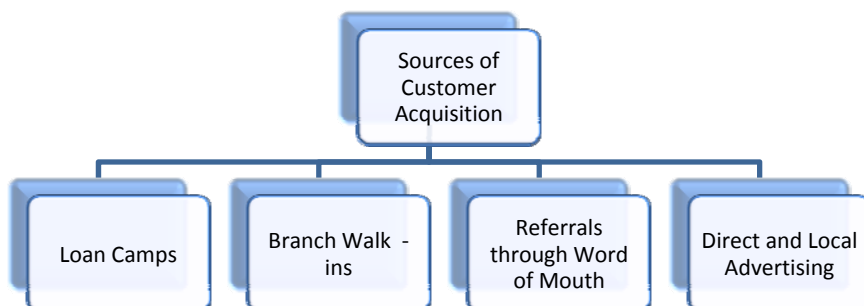 Sources of
Customer
Acquisition
Loan Camps
Branch Walk -
ins
Referrals
through Word
of Mouth
Direct and Local
Advertising